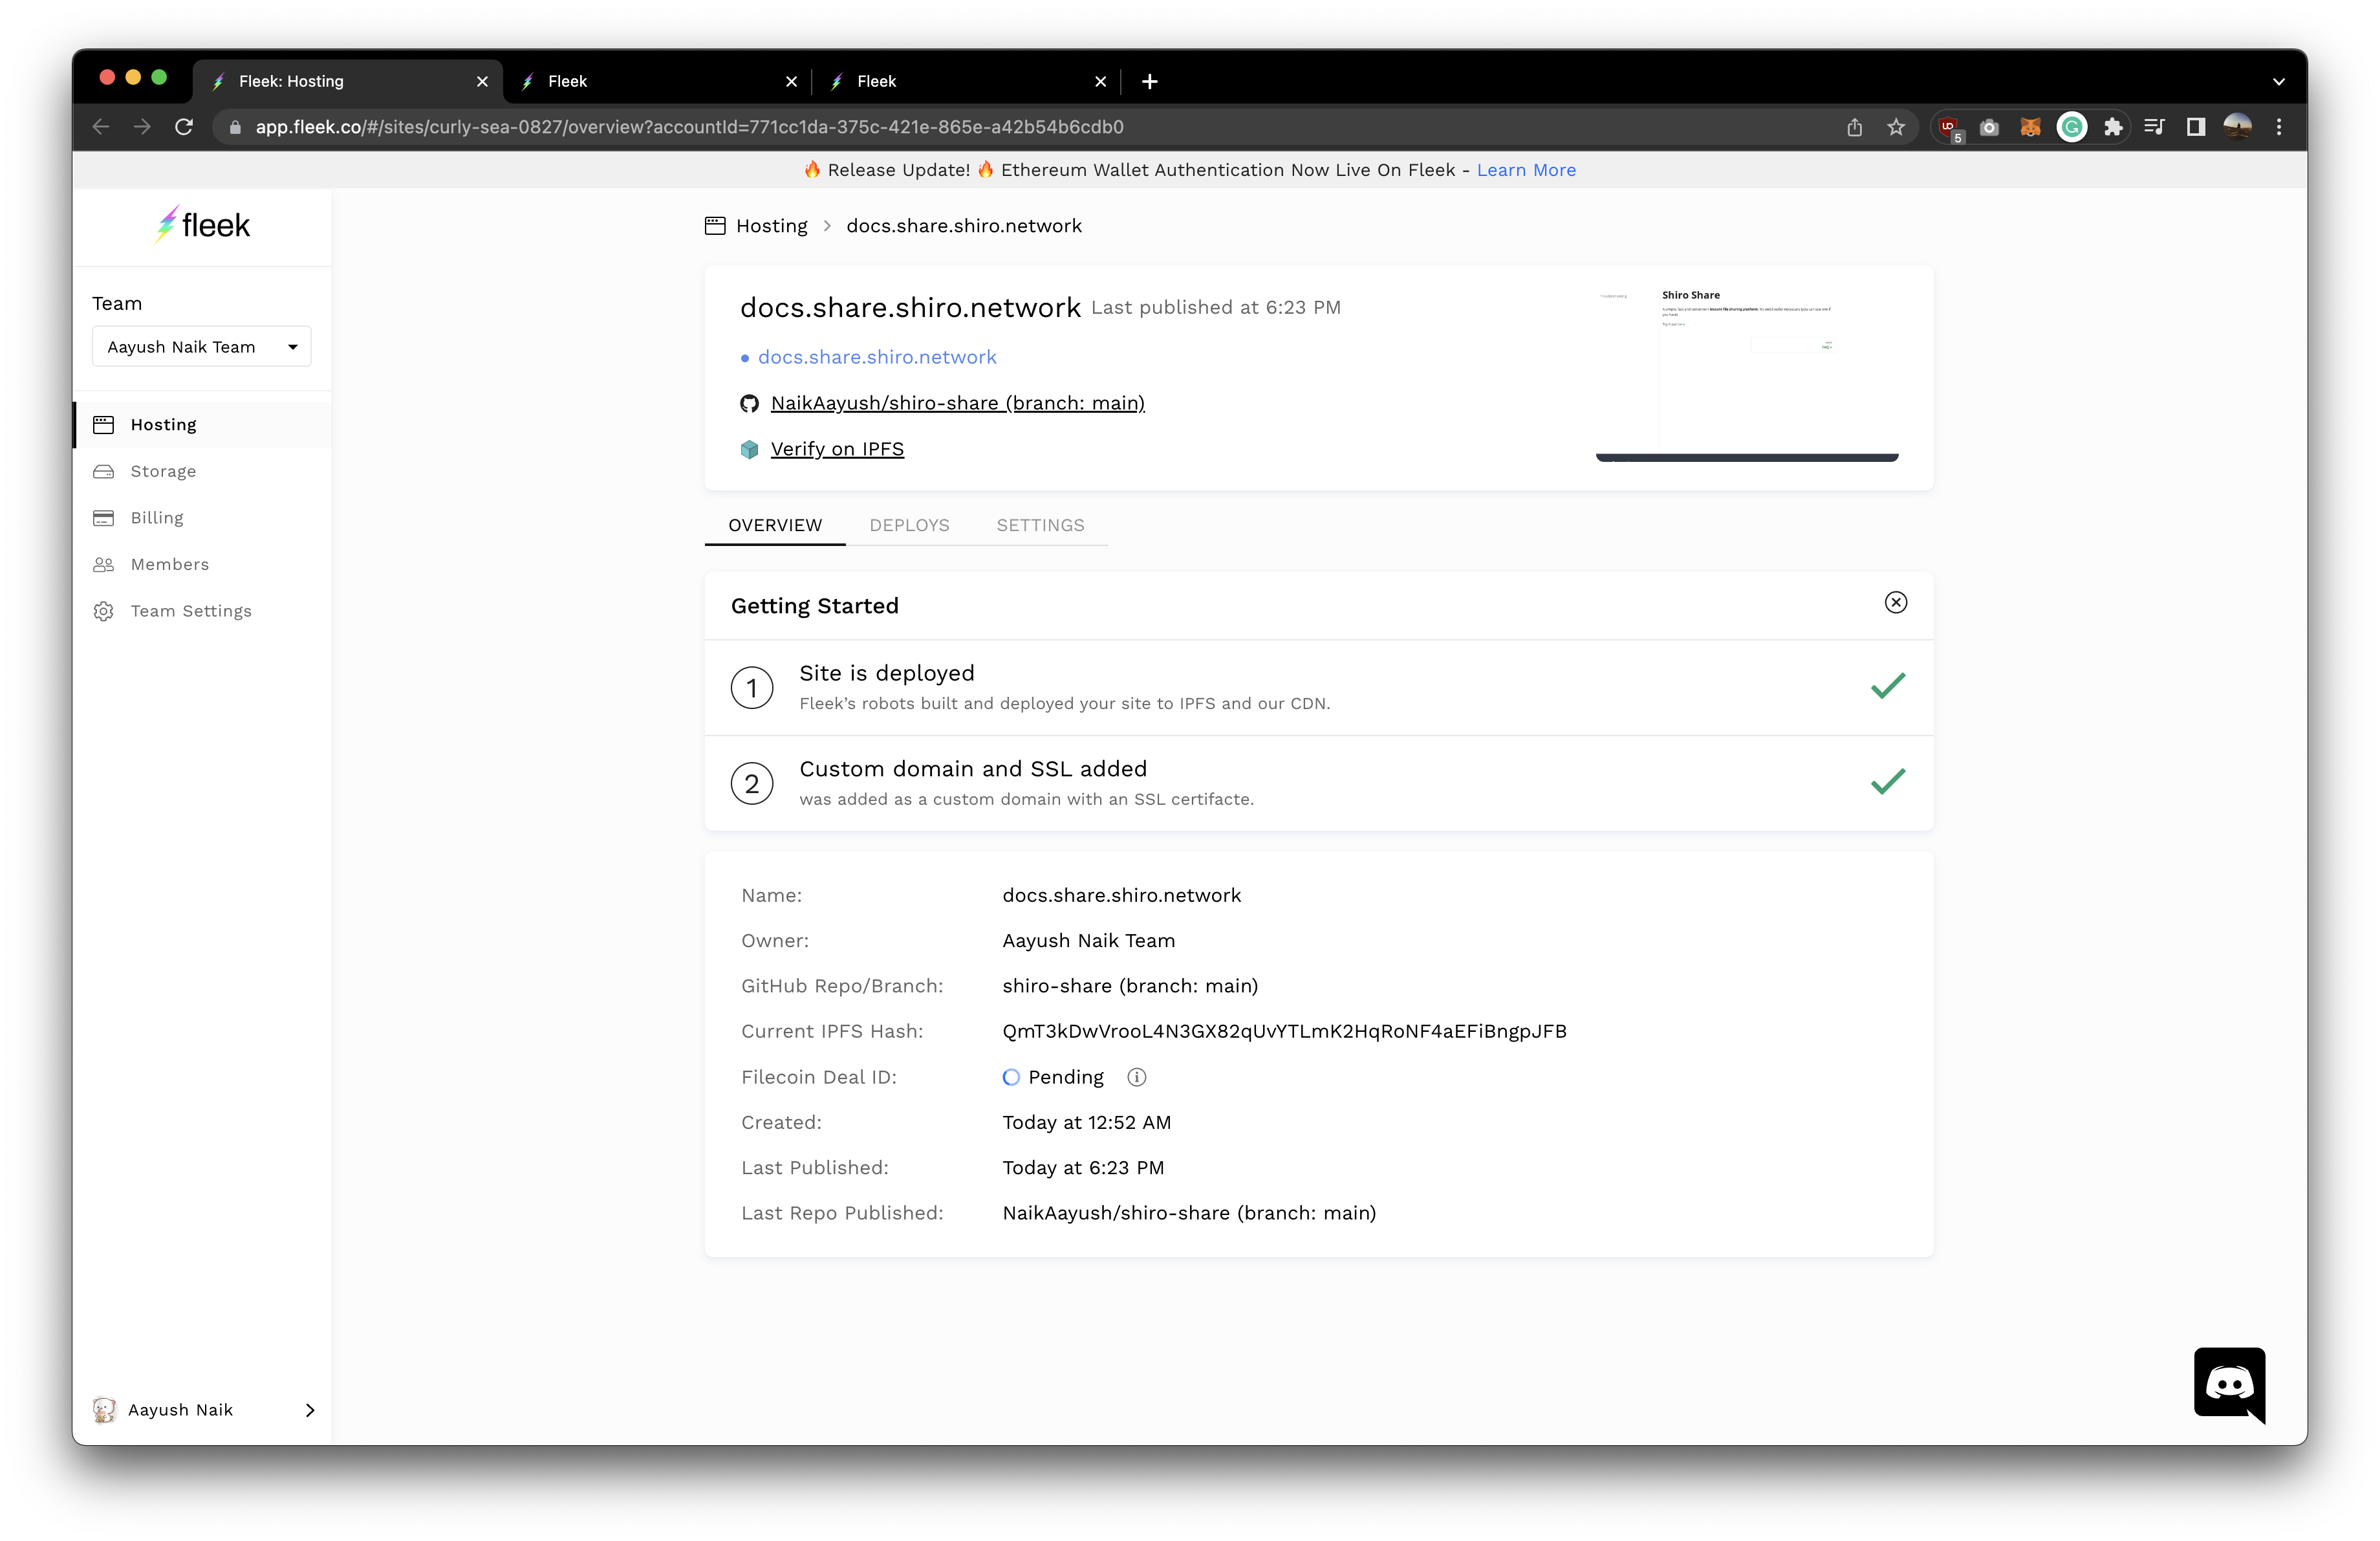 Fleek: Hosting
Fleek
Fleek
app.fleek.co/#/sites/curly-sea-0827/overview?accountId=771cc1da-375c-421e-865e-a42b54b6cdb0
5
🔥 Release Update! 🔥 Ethereum Wallet Authentication Now Live On Fleek - Learn More
fleek
Team
Aayush Naik Team
Hosting
Storage
Billing
Members
Team Settings
Aayush Naik
Hosting > docs.share.shiro.network
docs.share.shiro.network Last published at 6:23 PM
docs.share.shiro.network
NaikAayush/shiro-share (branch: main)
Verify on IPFS
Shiro Share
OVERVIEW DEPLOYS SETTINGS
Getting Started
1 Site is deployed
Fleek’s robots built and deployed your site to IPFS and our CDN.
2 Custom domain and SSL added
was added as a custom domain with an SSL certifacte.
Name: docs.share.shiro.network
Owner: Aayush Naik Team
GitHub Repo/Branch: shiro-share (branch: main)
Current IPFS Hash: QmT3kDwVrooL4N3GX82qUvYTLmK2HqRoNF4aEFiBngpJFB
Filecoin Deal ID: Pending
Created: Today at 12:52 AM
Last Published: Today at 6:23 PM
Last Repo Published: NaikAayush/shiro-share (branch: main)